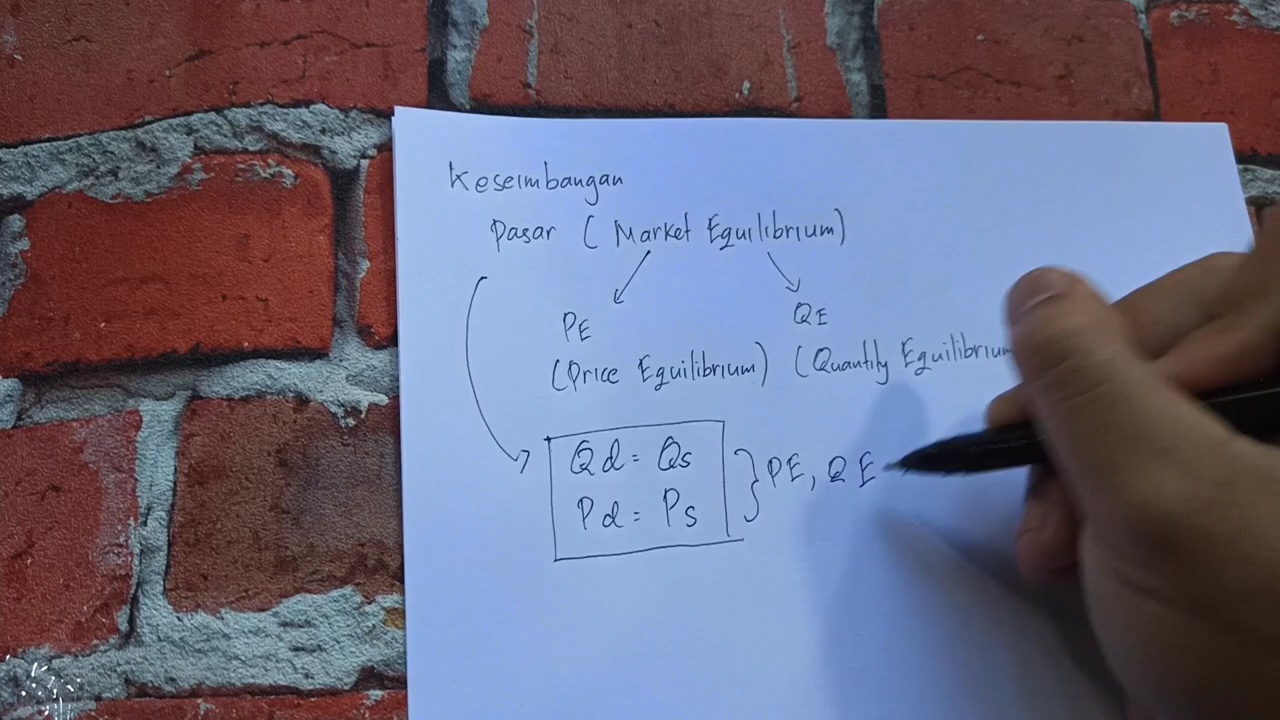 Keseimbangan
Pasar (Market Equilibrium)
PE
QE
(Price Equilibrium)
(Quantity Equilibrium
Qd = Qs
Pd = Ps
PE, QE